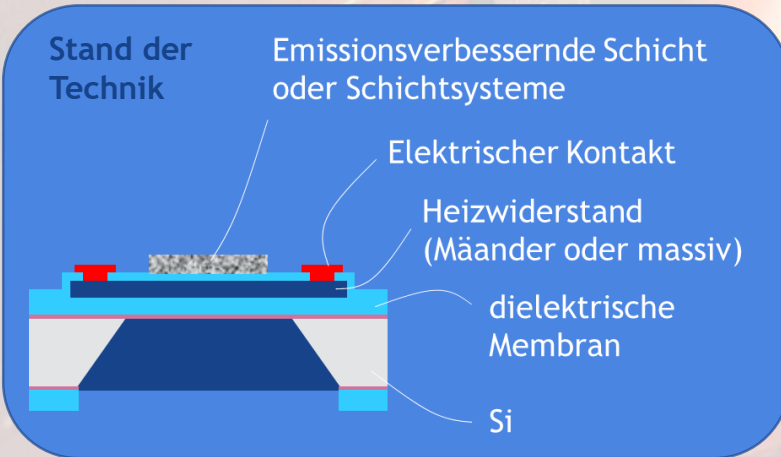 Stand der
Technik
Emissionsverbessernde Schicht
oder Schichtsysteme
Elektrischer Kontakt
Heizwiderstand
(Mäander oder massiv)
dielektrische
Membran
Si